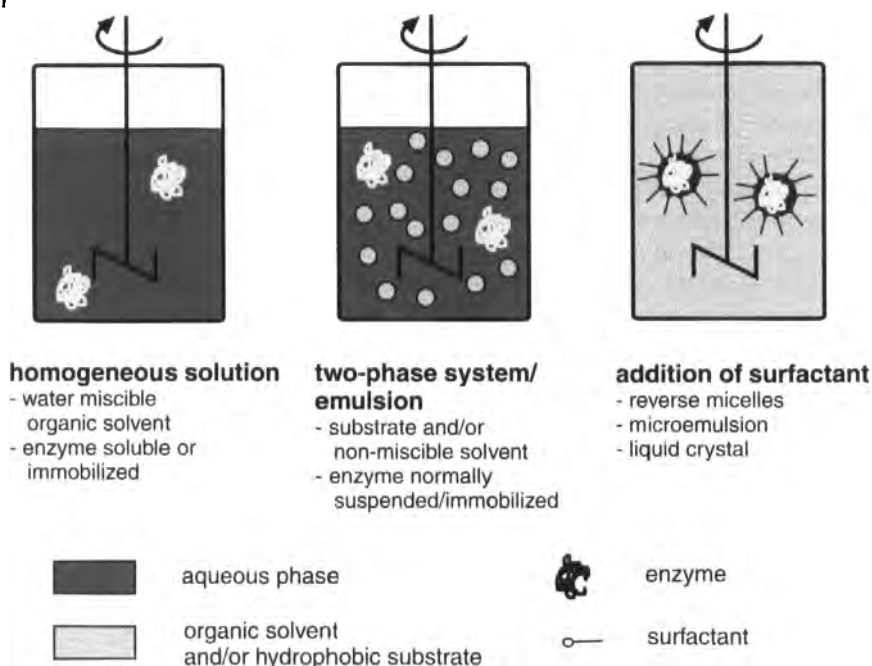 homogeneous solution
- water miscible
organic solvent
- enzyme soluble or
immobilized
two-phase system/
emulsion
- substrate and/or
non-miscible solvent
- enzyme normally
suspended/immobilized
addition of surfactant
- reverse micelles
- microemulsion
- liquid crystal
aqueous phase
organic solvent
and/or hydrophobic substrate
enzyme
surfactant